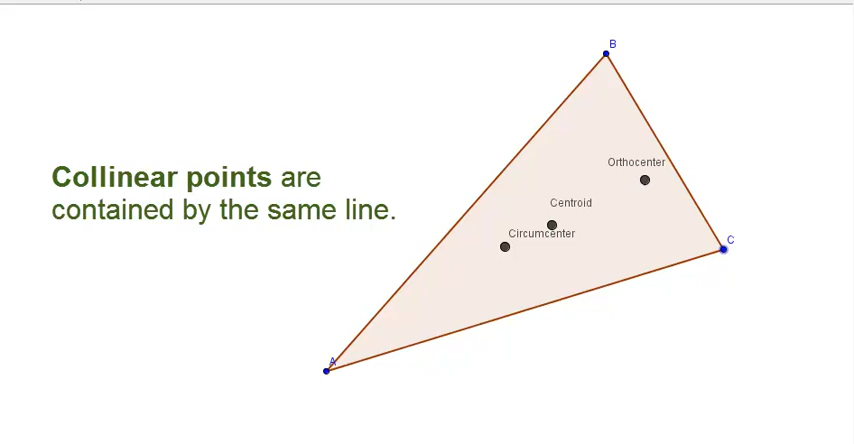 B
Orthocenter
Collinear points are
contained by the same line.
Centroid
Circumcenter
C
A